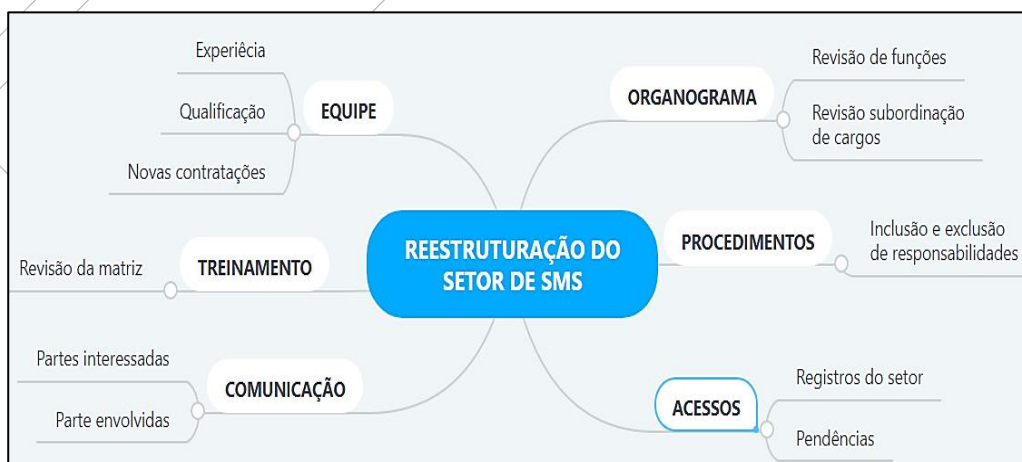 Experiêcia
Qualificação
Novas contratações
EQUIPE
Revisão da matriz
TREINAMENTO
Partes interessadas
Parte envolvidas
COMUNICAÇÃO
REESTRUTURAÇÃO DO
SETOR DE SMS
ORGANOGRAMA
Revisão de funções
Revisão subordinação
de cargos
PROCEDIMENTOS
Inclusão e exclusão
de responsabilidades
ACESSOS
Registros do setor
Pendências